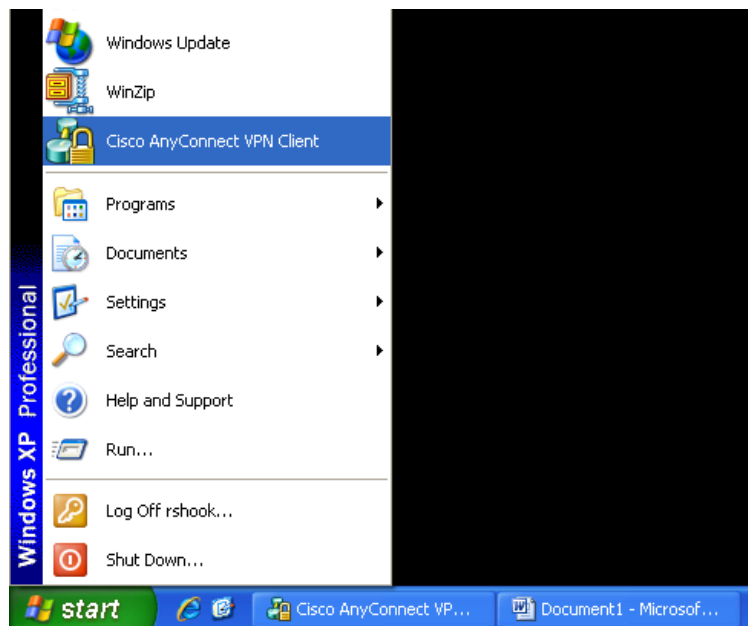 Windows Update
WinZip
Cisco AnyConnect VPN Client
Programs
Documents
Settings
Search
Help and Support
Run...
Log Off rshook...
Shut Down...
Windows XP Professional
start
Cisco AnyConnect VP...
Document1 - Microsof...